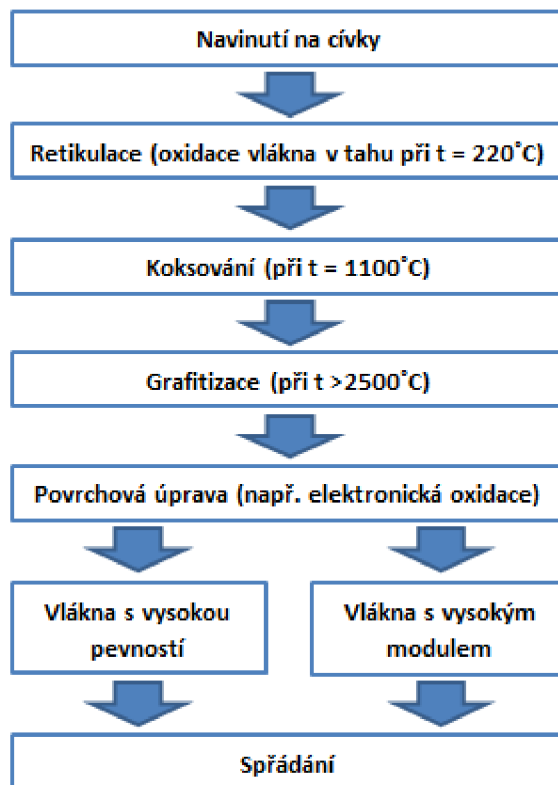 Navinutí na cívky
Retikulace (oxidace vlákna v tahu při t = 220˚C)
Koksování (při t = 1100˚C)
Grafitizace (při t >2500˚C)
Povrchová úprava (např. elektronická oxidace)
Vlákna s vysokou
pevností
Vlákna s vysokým
modulem
Spřádání